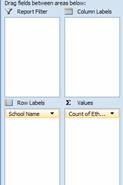 Drag fields between areas below:
Report Filter
Column Labels
Row Labels
Σ Values
School Name
Count of Eth...